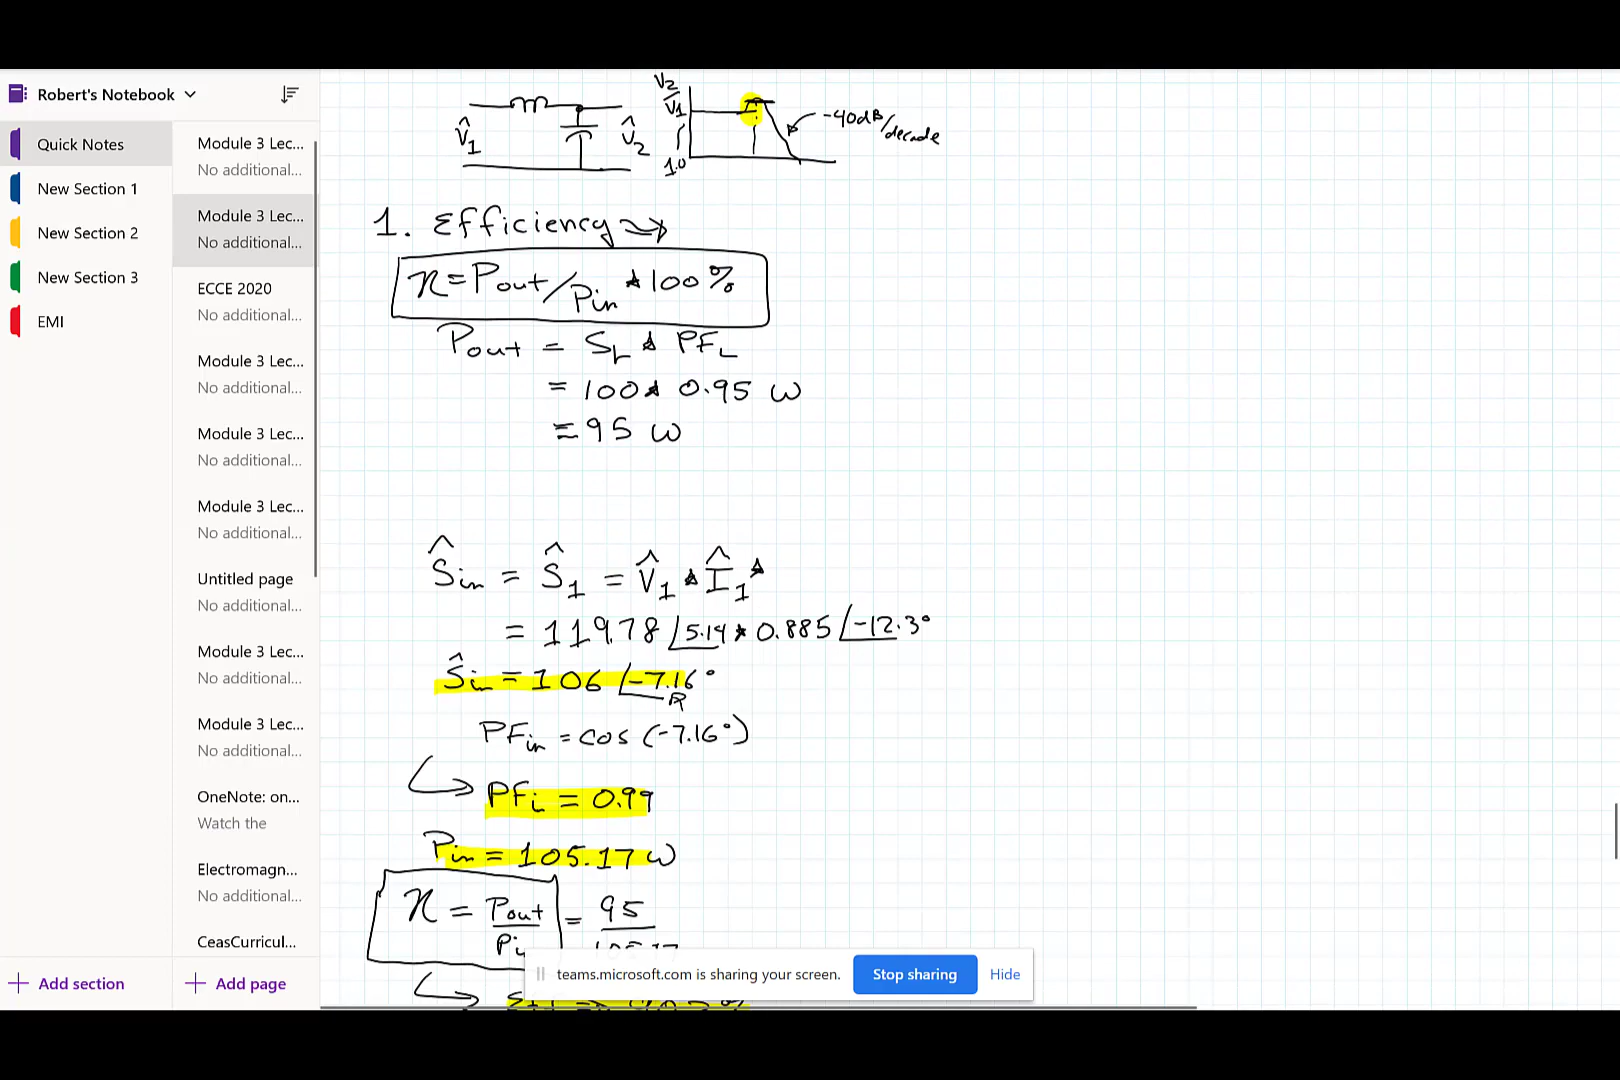 Robert's Notebook
Quick Notes
New Section 1
New Section 2
New Section 3
EMI
Module 3 Lec...
No additional...
Module 3 Lec...
No additional...
ECCE 2020
No additional...
Module 3 Lec...
No additional...
Module 3 Lec...
No additional...
Module 3 Lec...
No additional...
Untitled page
No additional...
Module 3 Lec...
No additional...
Module 3 Lec...
No additional...
OneNote: on...
Watch the
Electromagn...
No additional...
CeasCurricul...
Add section
Add page
V̂1
V̂2
V2/V1
1.0
-40dB/decade
1. Efficiency
η = Pout/Pin * 100%
Pout = SL * PFL
= 100 * 0.95 W
= 95 W
Ŝin = Ŝ1 = V̂1 * Î1*
= 119.78 ∠5.14 * 0.885 ∠-12.3°
Ŝin = 106 ∠-7.16°
PFin = cos (-7.16°)
PFi = 0.99
Pin = 105.17 W
η = Pout/Pi = 95
teams.microsoft.com is sharing your screen.
Stop sharing
Hide